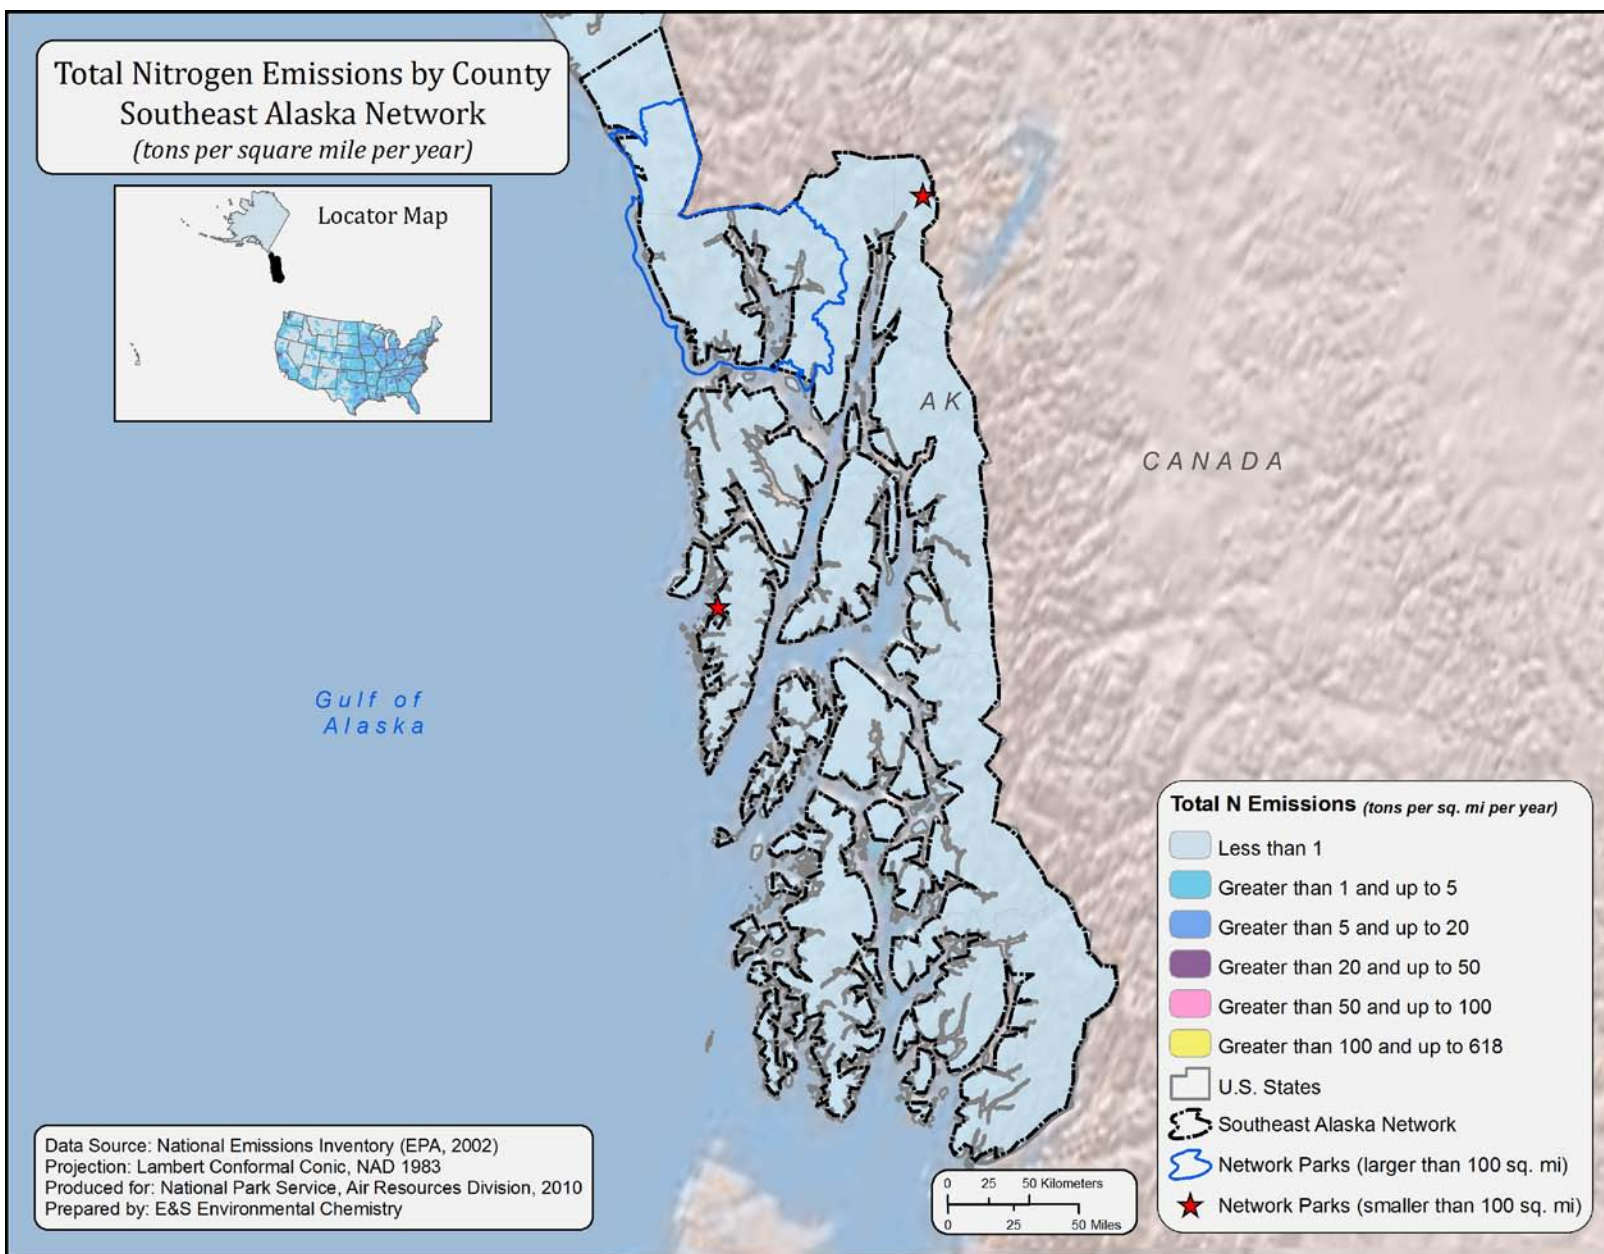 Total Nitrogen Emissions by County
Southeast Alaska Network
(tons per square mile per year)
Locator Map
AK
CANADA
Gulf of
Alaska
Total N Emissions (tons per sq. mi per year)
Less than 1
Greater than 1 and up to 5
Greater than 5 and up to 20
Greater than 20 and up to 50
Greater than 50 and up to 100
Greater than 100 and up to 618
U.S. States
Southeast Alaska Network
Network Parks (larger than 100 sq. mi)
Network Parks (smaller than 100 sq. mi)
Data Source: National Emissions Inventory (EPA, 2002)
Projection: Lambert Conformal Conic, NAD 1983
Produced for: National Park Service, Air Resources Division, 2010
Prepared by: E&S Environmental Chemistry
0 25 50 Kilometers
0 25 50 Miles